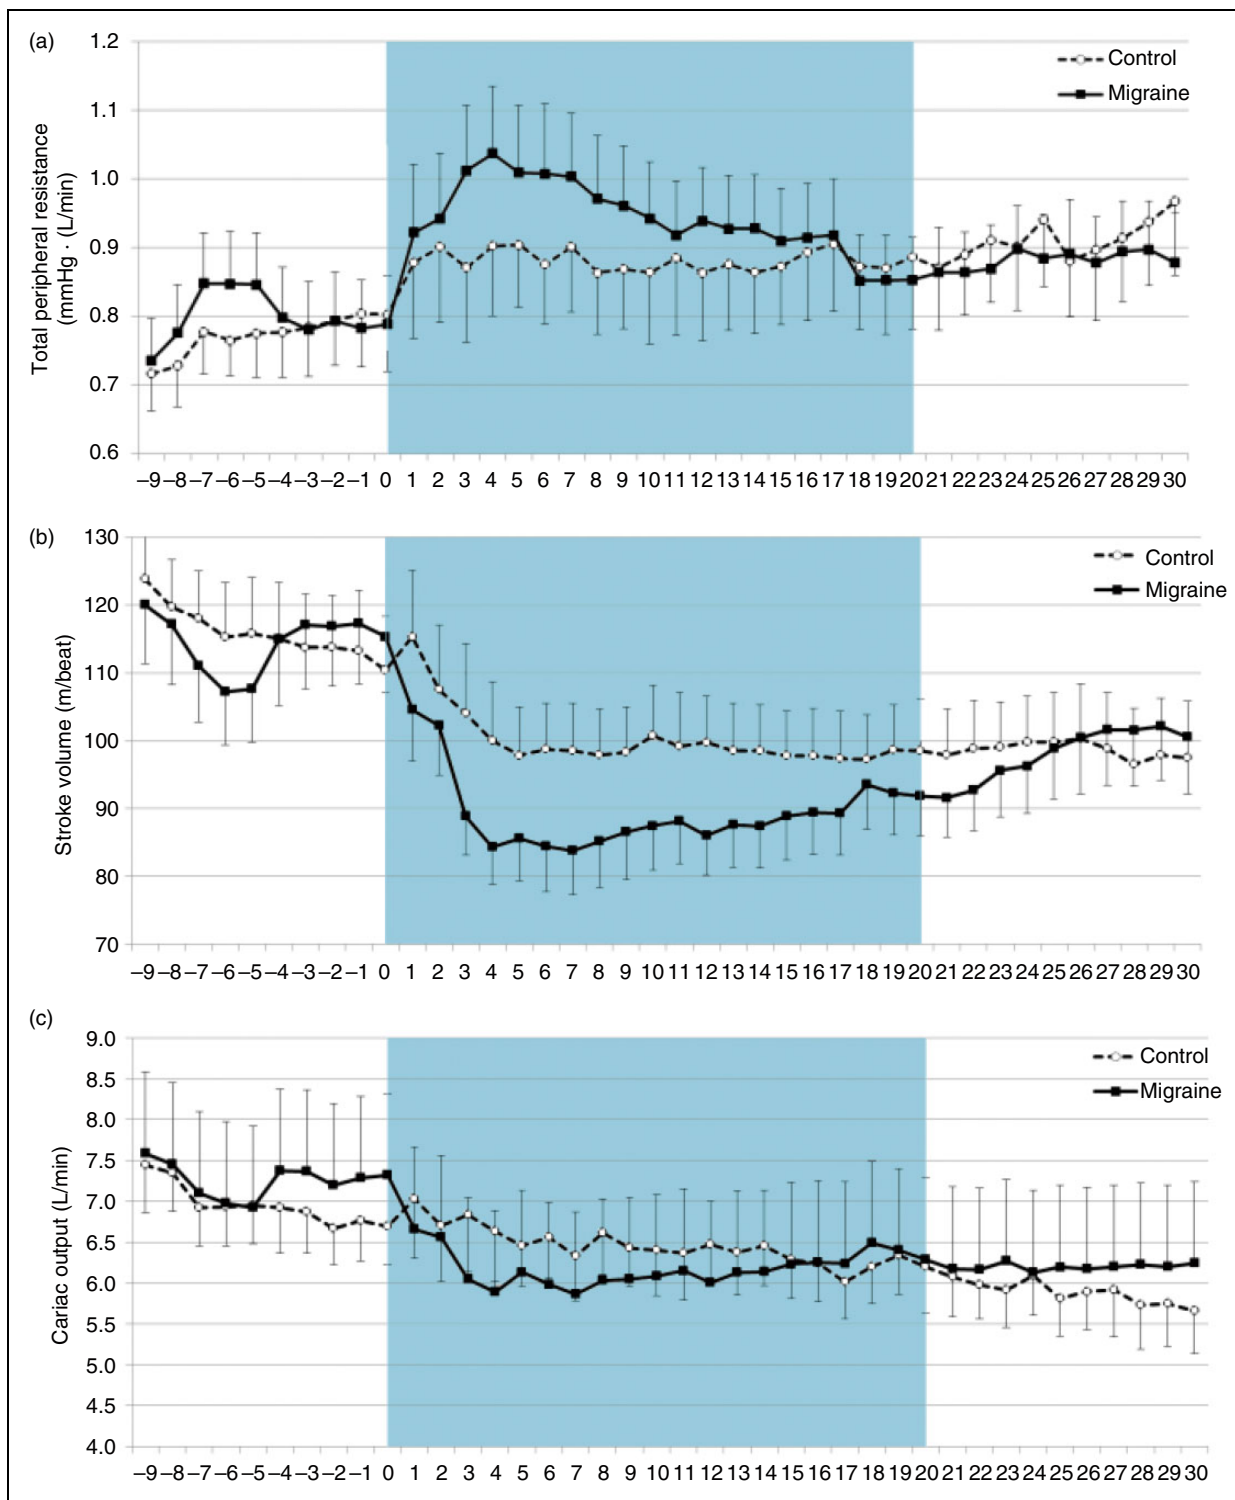 (a)
1.2
1.1
1.0
0.9
0.8
0.7
0.6
Total peripheral resistance
(mmHg · (L/min)
Control
Migraine
–9 –8 –7 –6 –5 –4 –3 –2 –1 0 1 2 3 4 5 6 7 8 9 10 11 12 13 14 15 16 17 18 19 20 21 22 23 24 25 26 27 28 29 30
(b)
130
120
110
100
90
80
70
Stroke volume (m/beat)
Control
Migraine
–9 –8 –7 –6 –5 –4 –3 –2 –1 0 1 2 3 4 5 6 7 8 9 10 11 12 13 14 15 16 17 18 19 20 21 22 23 24 25 26 27 28 29 30
(c)
9.0
8.5
8.0
7.5
7.0
6.5
6.0
5.5
5.0
4.5
4.0
Cariac output (L/min)
Control
Migraine
–9 –8 –7 –6 –5 –4 –3 –2 –1 0 1 2 3 4 5 6 7 8 9 10 11 12 13 14 15 16 17 18 19 20 21 22 23 24 25 26 27 28 29 30